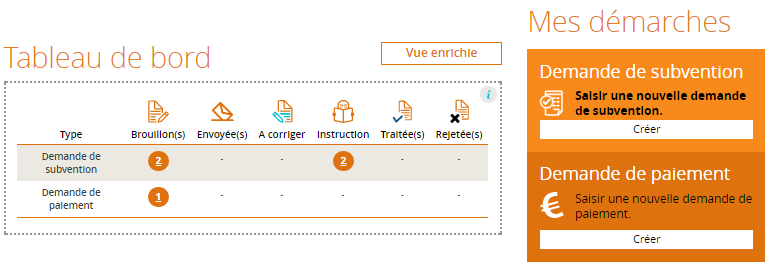 Tableau de bord
Vue enrichie
i
Type Brouillon(s) Envoyée(s) A corriger Instruction Traitée(s) Rejetée(s)
Demande de
subvention
2 - - 2 - -
Demande de
paiement
1 - - - - -
Mes démarches
Demande de subvention
Saisir une nouvelle demande
de subvention.
Créer
Demande de paiement
€
Saisir une nouvelle demande de
paiement.
Créer